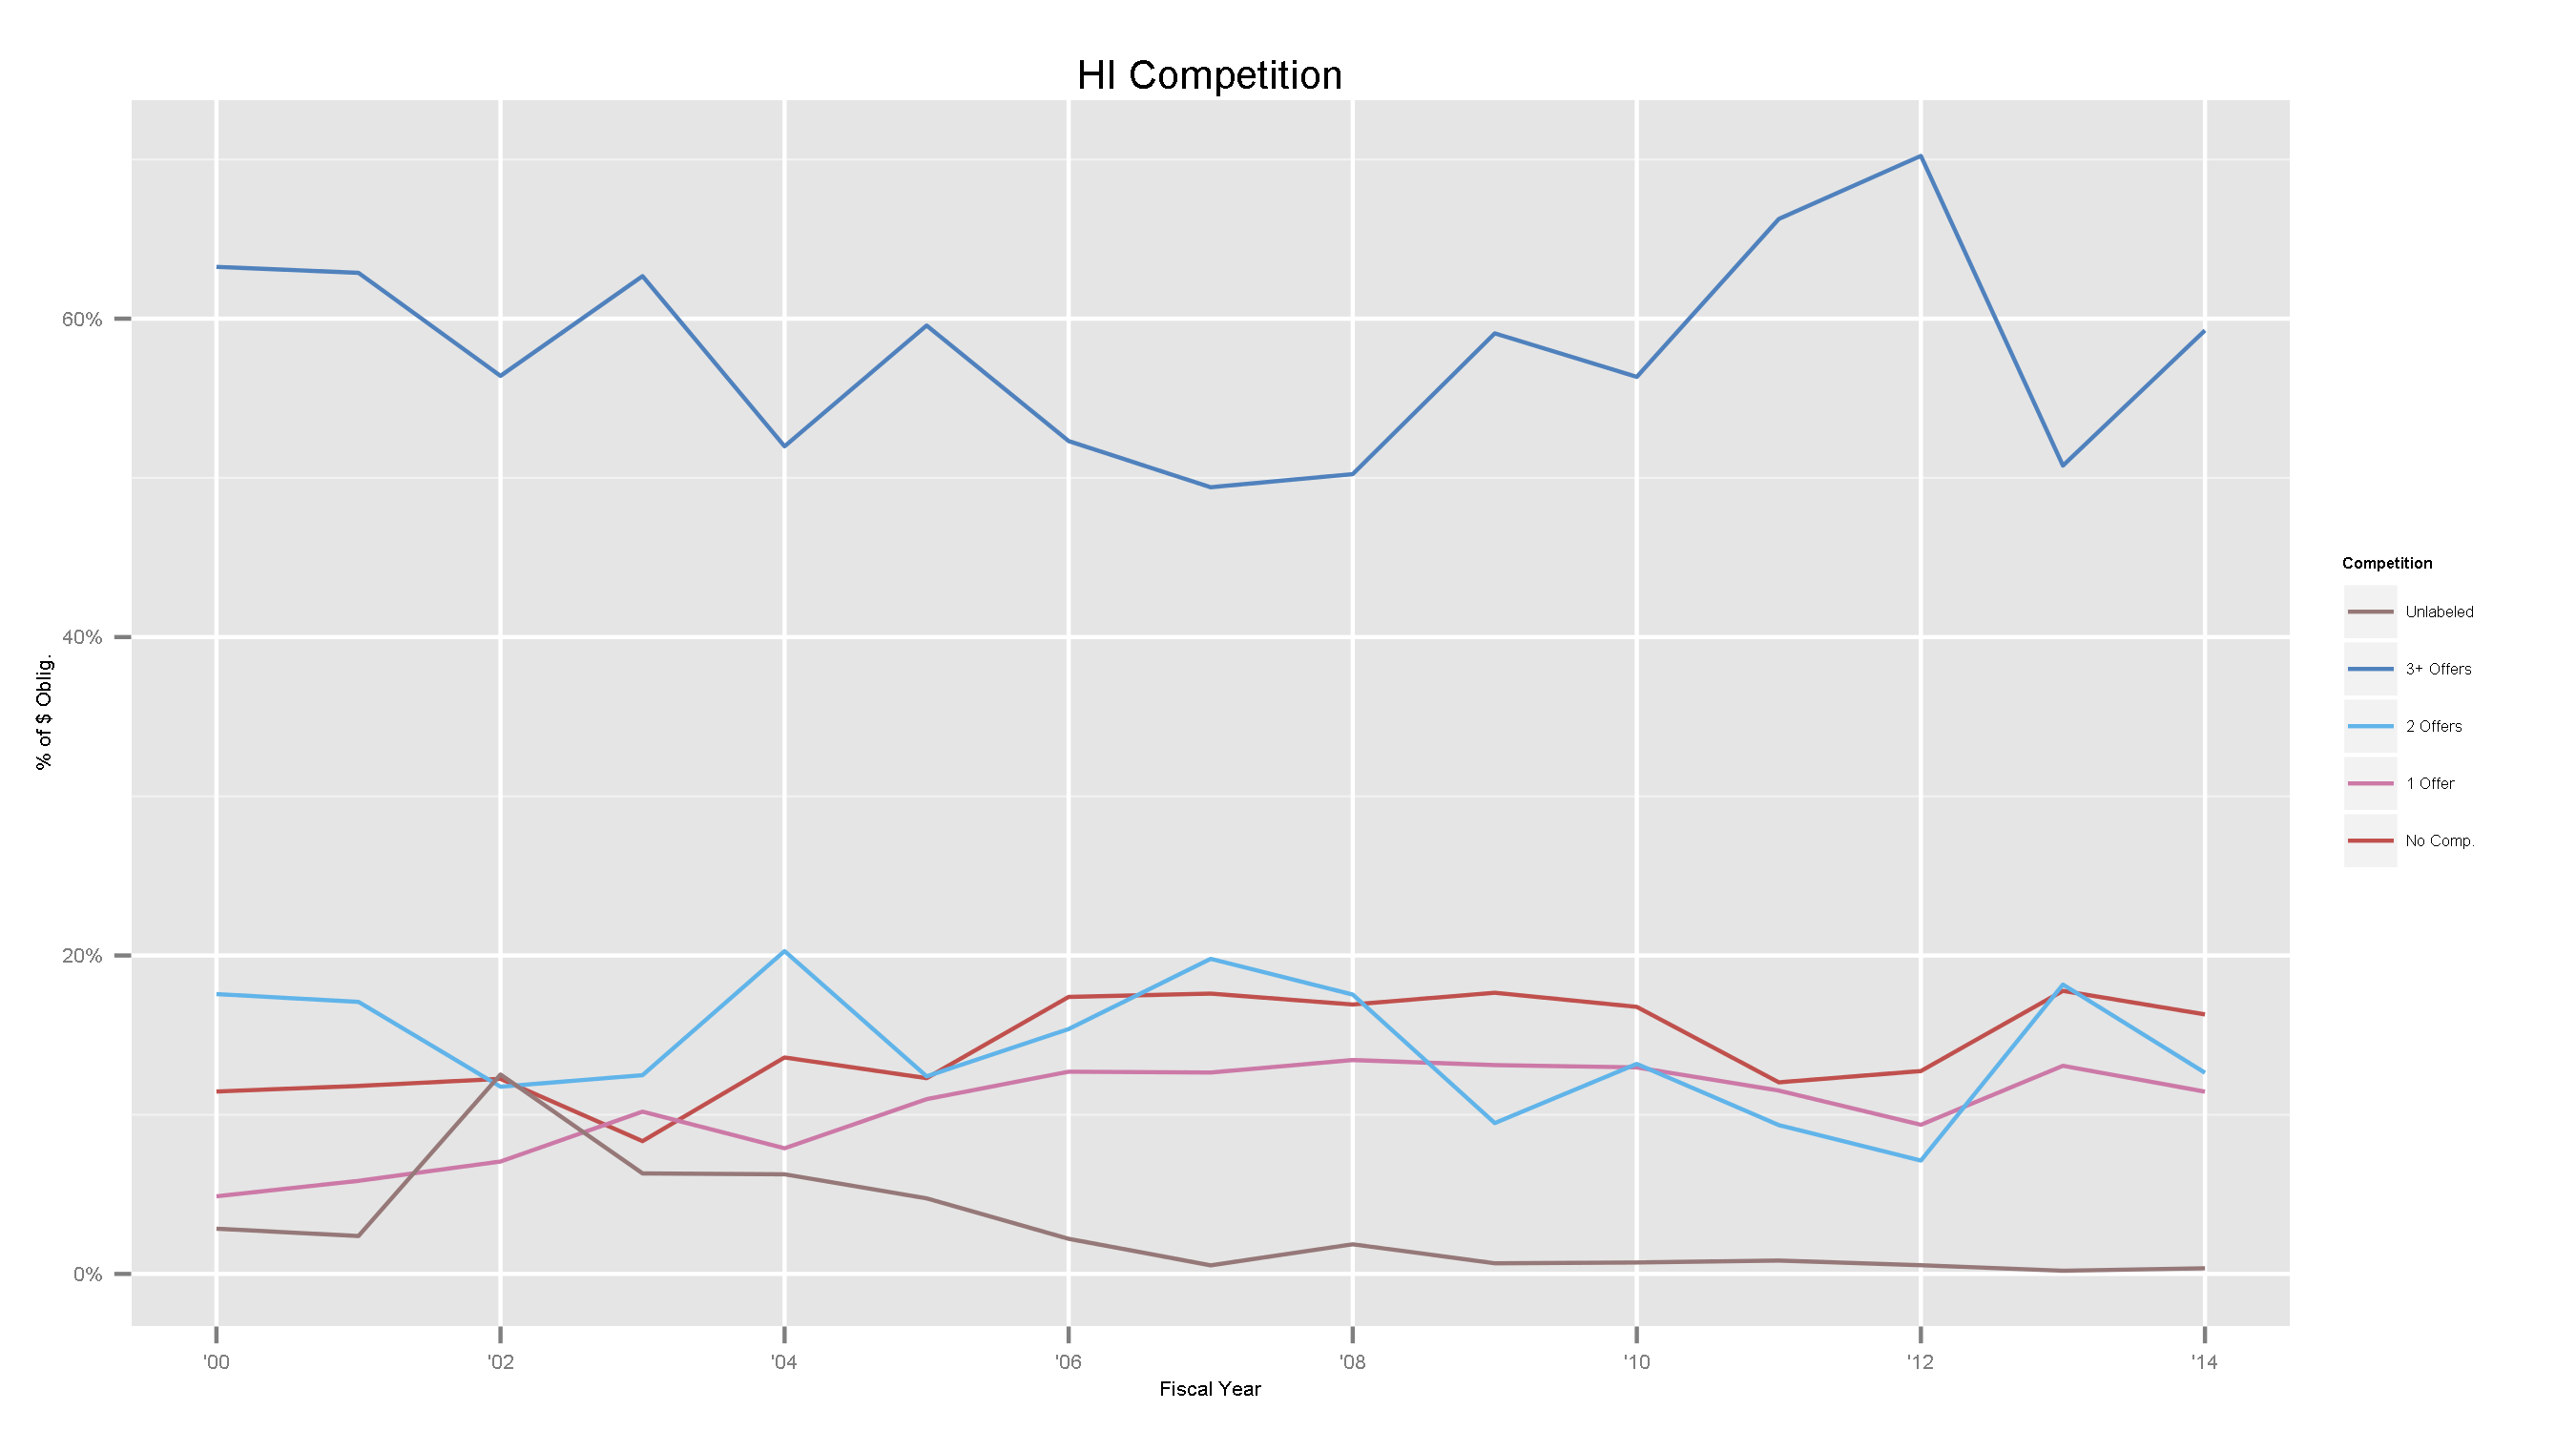 HI Competition
% of $ Oblig.
60%
40%
20%
0%
'00
'02
'04
'06
'08
'10
'12
'14
Fiscal Year
Competition
Unlabeled
3+ Offers
2 Offers
1 Offer
No Comp.